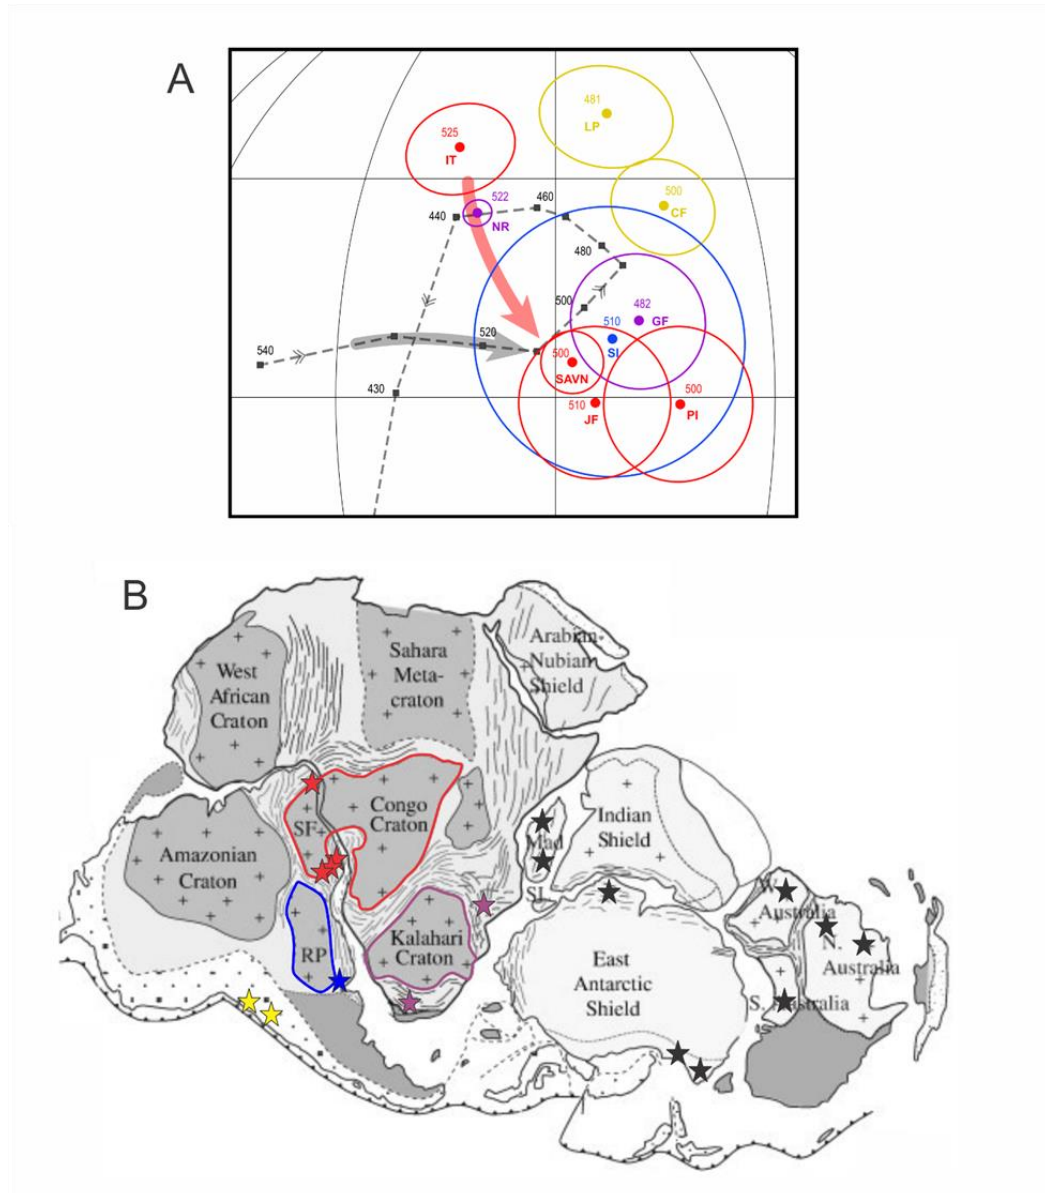 A
481
LP
525
IT
500
CF
522
NR
440
460
480
500
482
GF
510
SI
540
520
500
SAVN
430
510
JF
500
PI
B
Arabian-
Nubian
Shield
Sahara
Meta-
craton
West
African
Craton
Congo
Craton
SF
Indian
Shield
Mad
Amazonian
Craton
SL
W.
Australia
N.
Australia
Kalahari
Craton
RP
East
Antarctic
Shield
S. Australia